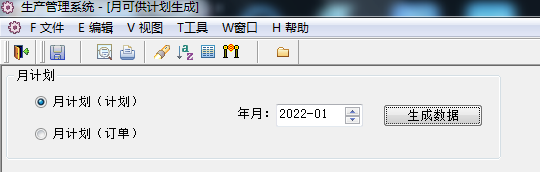 生产管理系统 - [月可供计划生成]
F 文件 E 编辑 V 视图 T工具 W窗口 H 帮助
月计划
月计划（计划）
年月：2022-01 生成数据
月计划（订单）